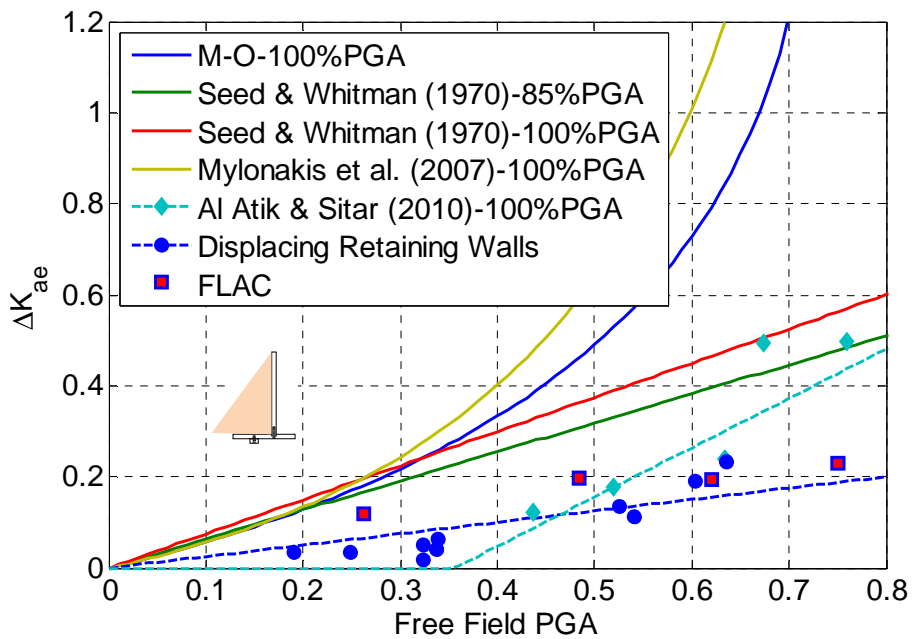 1.2
1
0.8
0.6
0.4
0.2
0
ΔKae
M-O-100%PGA
Seed & Whitman (1970)-85%PGA
Seed & Whitman (1970)-100%PGA
Mylonakis et al. (2007)-100%PGA
Al Atik & Sitar (2010)-100%PGA
Displacing Retaining Walls
FLAC
0 0.1 0.2 0.3 0.4 0.5 0.6 0.7 0.8
Free Field PGA